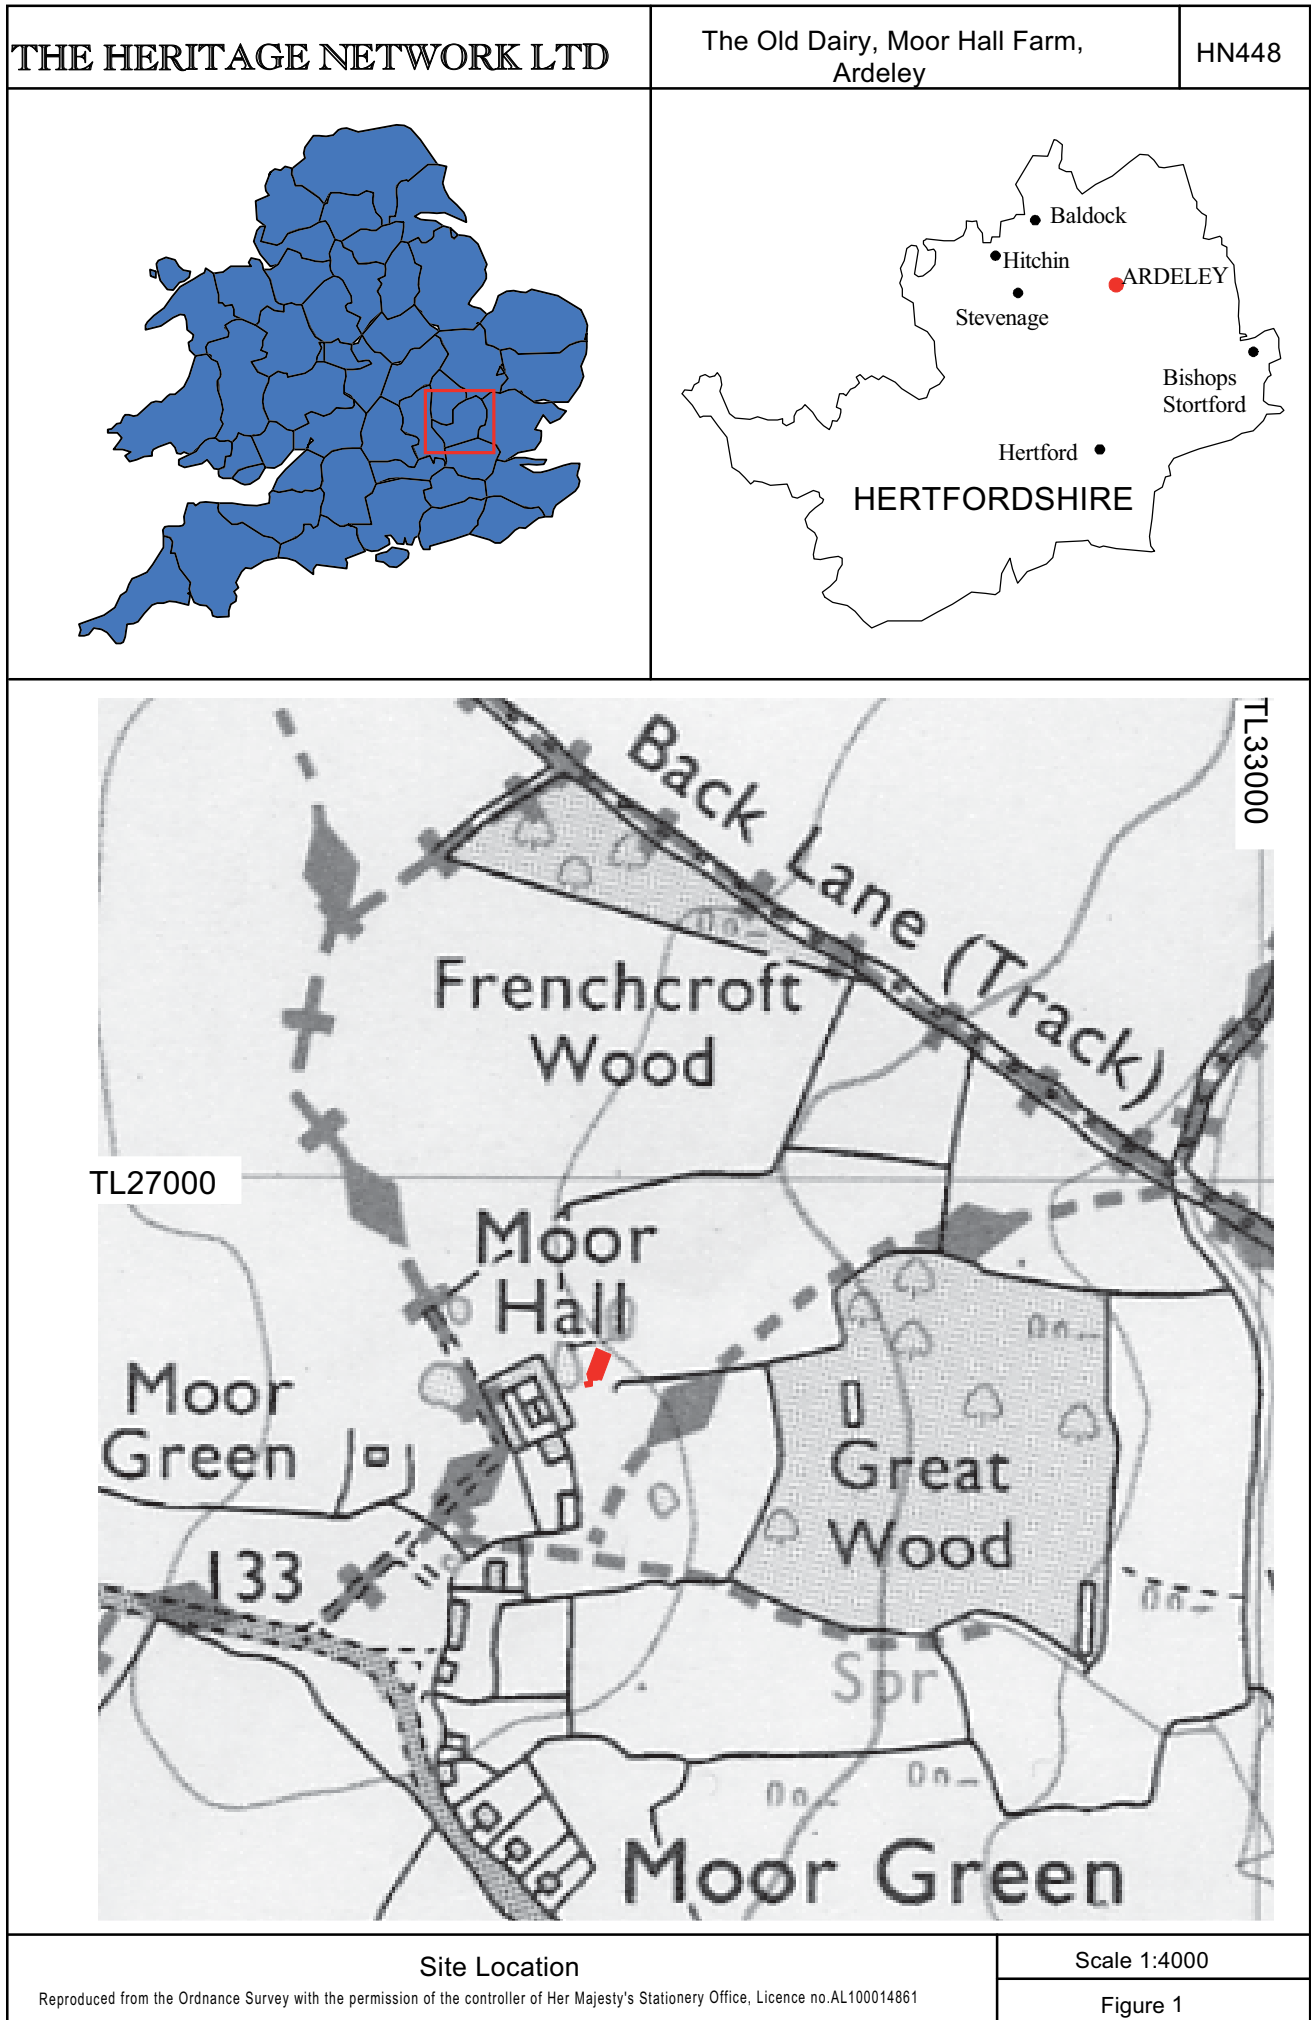 THE HERITAGE NETWORK LTD
The Old Dairy, Moor Hall Farm,
Ardeley
HN448
Baldock
Hitchin
ARDELEY
Stevenage
Bishops
Stortford
Hertford
HERTFORDSHIRE
TL33000
Back Lane (Track)
Frenchcroft
Wood
TL27000
Moor
Hall
Moor
Green
Great
Wood
133
Spr
Moor Green
Site Location
Reproduced from the Ordnance Survey with the permission of the controller of Her Majesty's Stationery Office, Licence no.AL100014861
Scale 1:4000
Figure 1